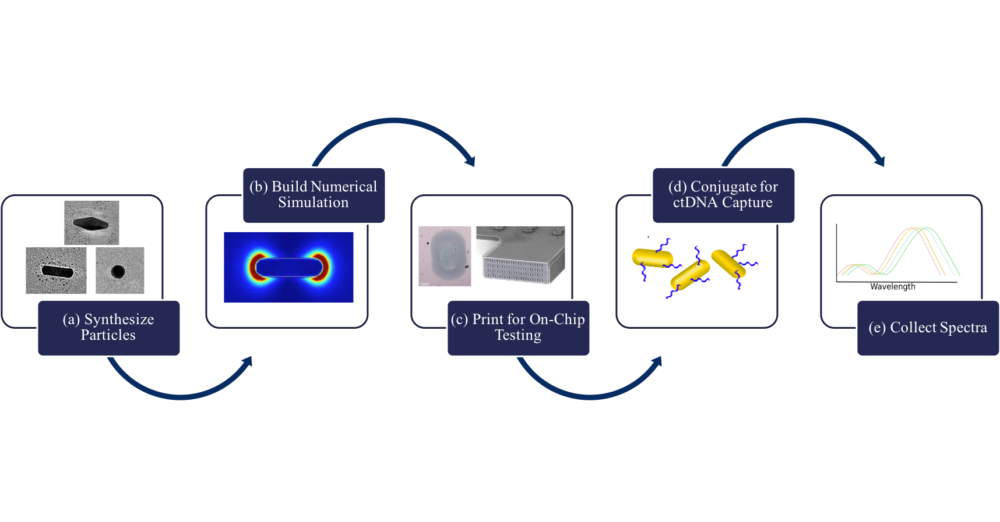 (a) Synthesize
Particles
(b) Build Numerical
Simulation
(c) Print for On-Chip
Testing
(d) Conjugate for
ctDNA Capture
Wavelength
(e) Collect Spectra